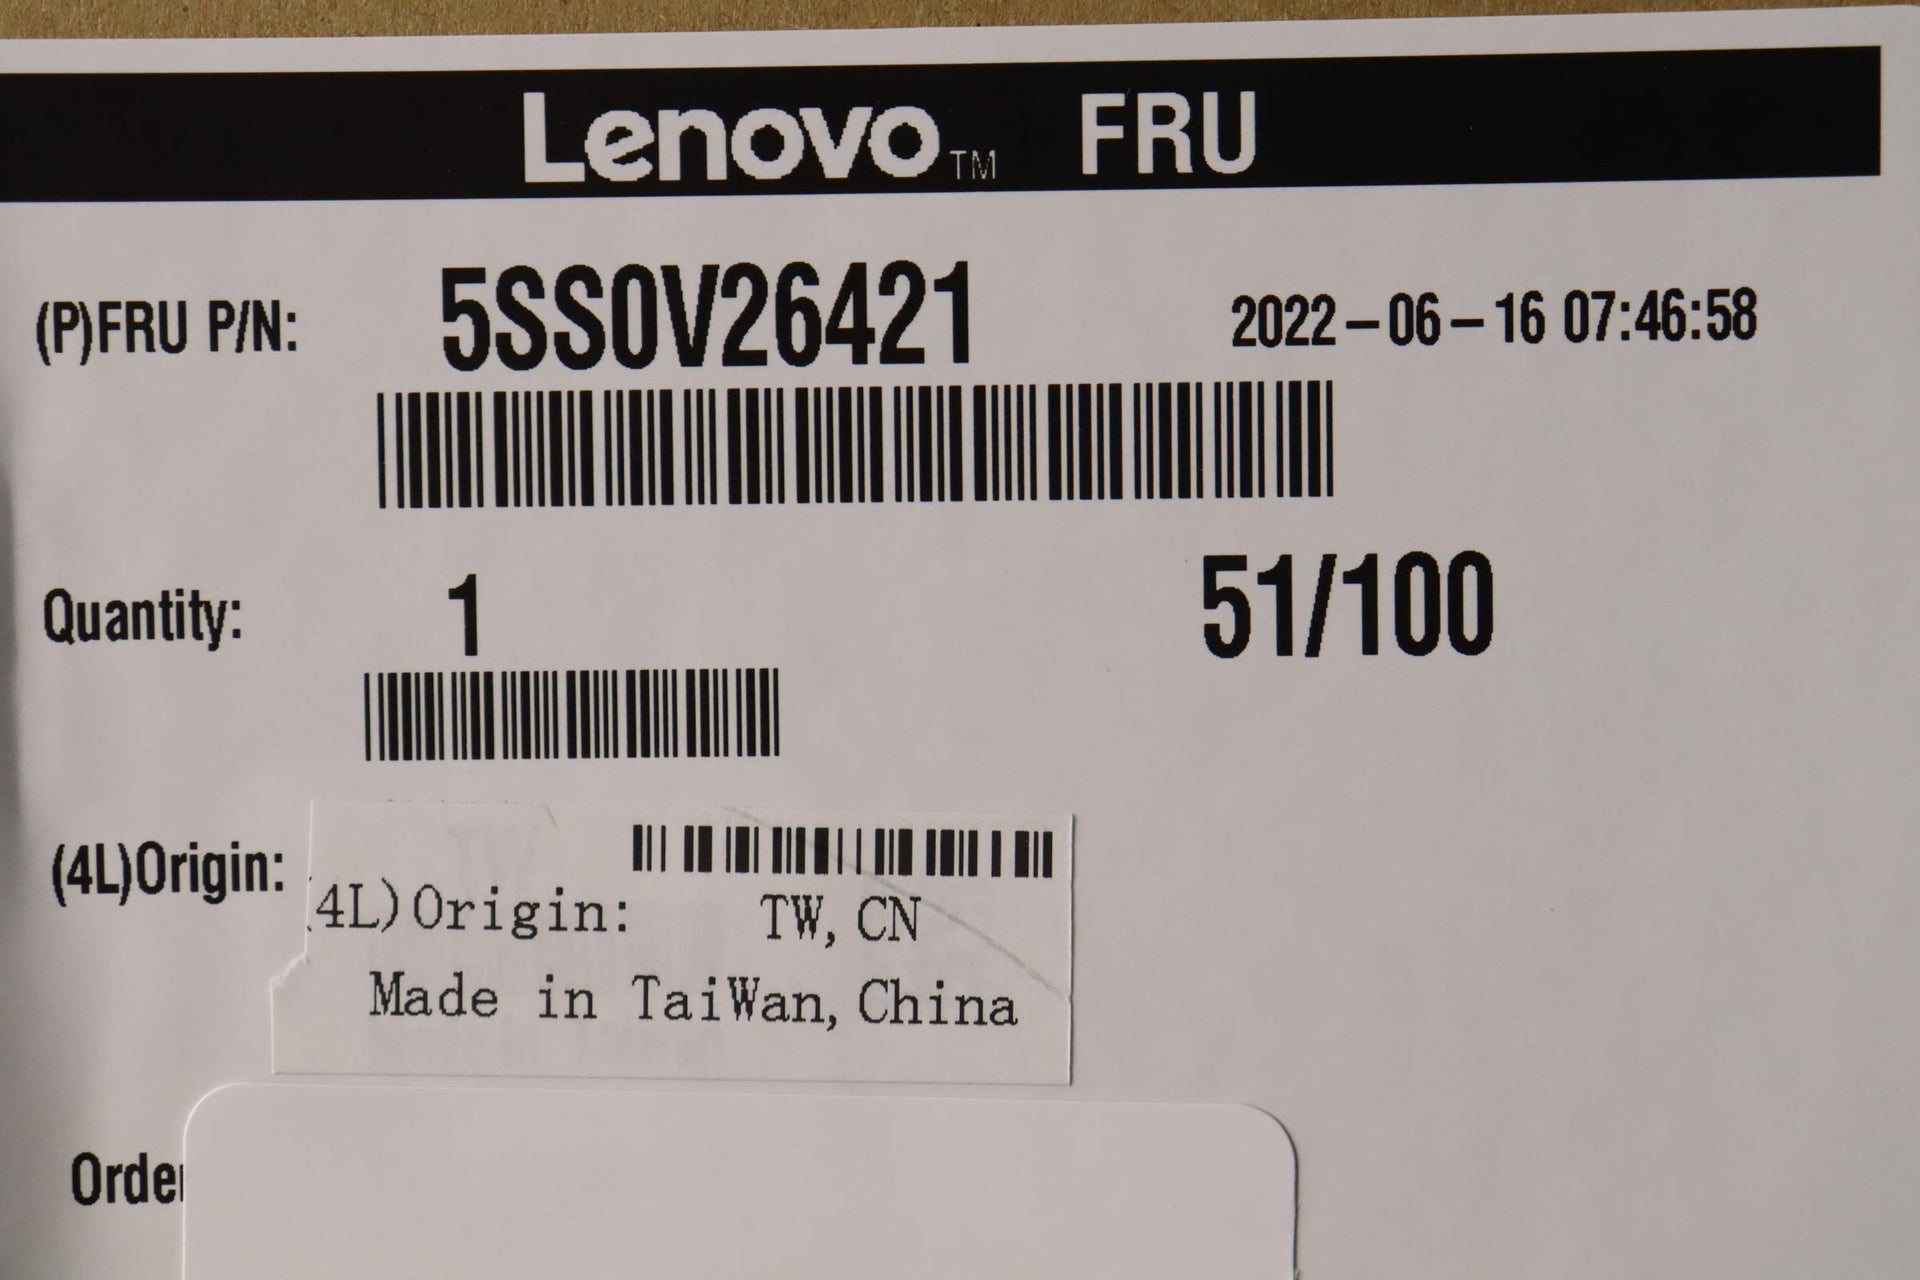 Lenovo™ FRU
(P)FRU P/N: 5SS0V26421 2022-06-16 07:46:58
Quantity: 1 51/100
(4L)Origin:
4L)Origin: TW, CN
Made in TaiWan, China
Orde